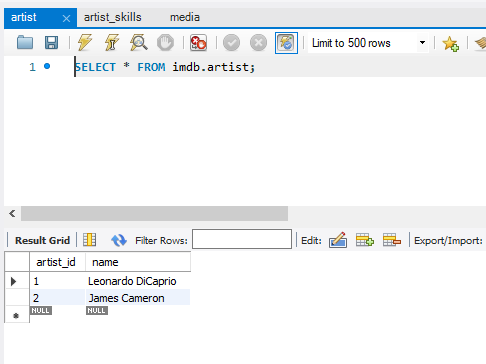 artist artist_skills media
Limit to 500 rows
1 SELECT * FROM imdb.artist;
Result Grid Filter Rows: Edit: Export/Import:
artist_id name
1 Leonardo DiCaprio
2 James Cameron
NULL NULL